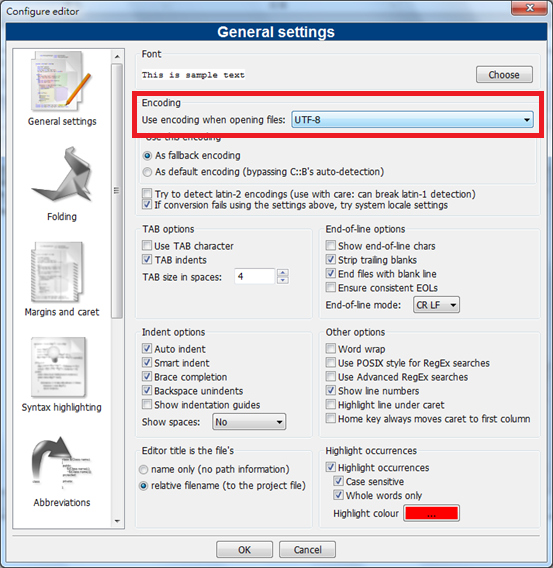 Configure editor
General settings
General settings
Folding
Margins and caret
Syntax highlighting
Abbreviations
Font
This is sample text
Choose
Encoding
Use encoding when opening files: UTF-8
Use this encoding
As fallback encoding
As default encoding (bypassing C::B's auto-detection)
Try to detect latin-2 encodings (use with care: can break latin-1 detection)
If conversion fails using the settings above, try system locale settings
TAB options
Use TAB character
TAB indents
TAB size in spaces: 4
End-of-line options
Show end-of-line chars
Strip trailing blanks
End files with blank line
Ensure consistent EOLs
End-of-line mode: CR LF
Indent options
Auto indent
Smart indent
Brace completion
Backspace unindents
Show indentation guides
Show spaces: No
Other options
Word wrap
Use POSIX style for RegEx searches
Use Advanced RegEx searches
Show line numbers
Highlight line under caret
Home key always moves caret to first column
Editor title is the file's
name only (no path information)
relative filename (to the project file)
Highlight occurrences
Highlight occurrences
Case sensitive
Whole words only
Highlight colour ...
OK Cancel